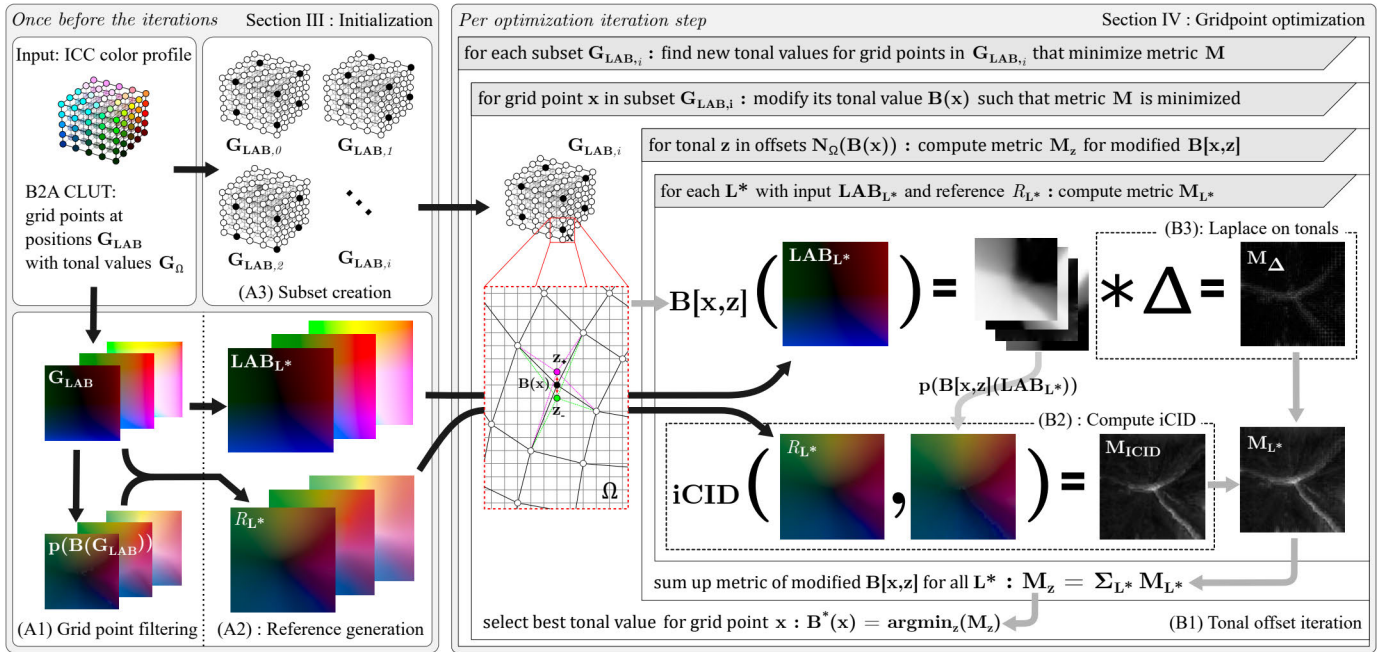 Once before the iterations
Section III : Initialization
Input: ICC color profile
B2A CLUT:
grid points at
positions G_LAB
with tonal values G_Ω
G_LAB,0
G_LAB,1
G_LAB,2
G_LAB,i
(A3) Subset creation
G_LAB
LAB_L*
p(B(G_LAB))
R_L*
(A1) Grid point filtering
(A2) : Reference generation
Per optimization iteration step
Section IV : Gridpoint optimization
for each subset G_LAB,i : find new tonal values for grid points in G_LAB,i that minimize metric M
for grid point x in subset G_LAB,i : modify its tonal value B(x) such that metric M is minimized
for tonal z in offsets N_Ω(B(x)) : compute metric M_z for modified B[x,z]
for each L* with input LAB_L* and reference R_L* : compute metric M_L*
G_LAB,i
x
z+
B(x)
z-
Ω
(B3): Laplace on tonals
B[x,z] ( LAB_L* ) = * Δ = M_Δ
p(B[x,z](LAB_L*))
(B2) : Compute iCID
iCID ( R_L* , ) = M_ICID
M_L*
sum up metric of modified B[x,z] for all L* : M_z = Σ_L* M_L*
select best tonal value for grid point x : B*(x) = argmin_z(M_z)
(B1) Tonal offset iteration